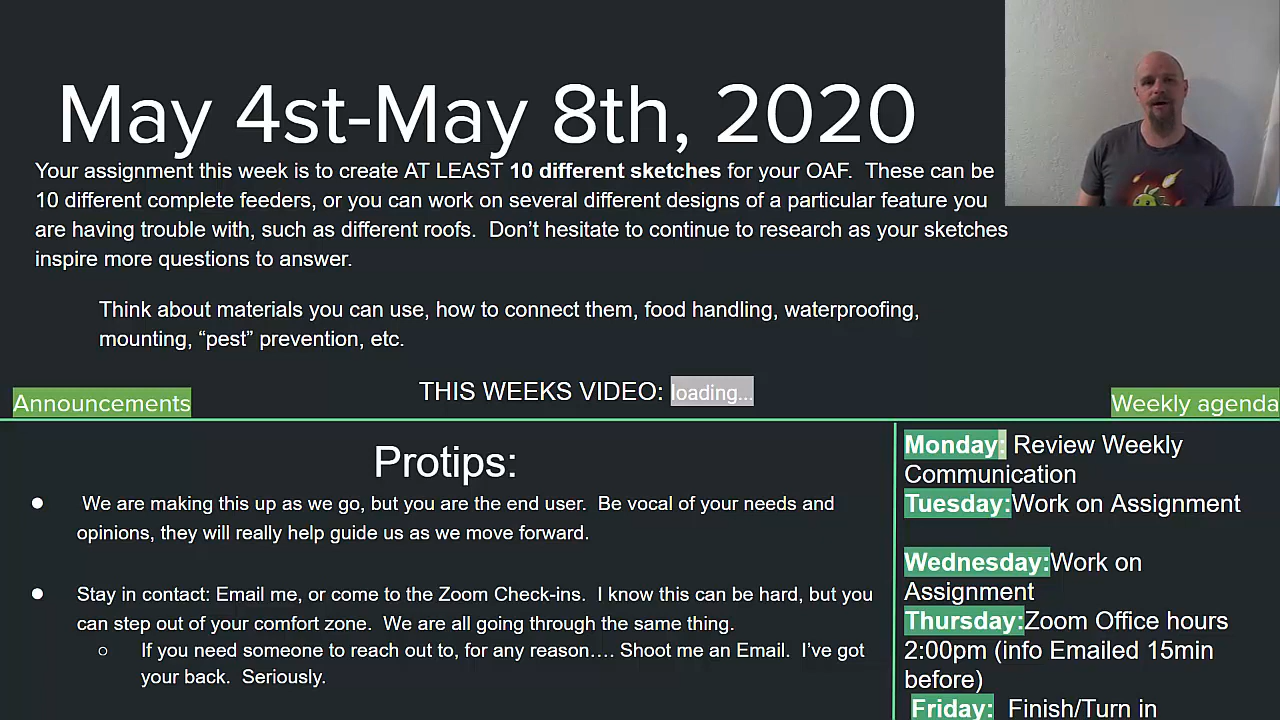 May 4st-May 8th, 2020
Your assignment this week is to create AT LEAST 10 different sketches for your OAF.  These can be
10 different complete feeders, or you can work on several different designs of a particular feature you
are having trouble with, such as different roofs.  Don’t hesitate to continue to research as your sketches
inspire more questions to answer.
Think about materials you can use, how to connect them, food handling, waterproofing,
mounting, “pest” prevention, etc.
THIS WEEKS VIDEO: loading...
Announcements
Weekly agenda
Protips:
● We are making this up as we go, but you are the end user.  Be vocal of your needs and
opinions, they will really help guide us as we move forward.
● Stay in contact: Email me, or come to the Zoom Check-ins.  I know this can be hard, but you
can step out of your comfort zone.  We are all going through the same thing.
○ If you need someone to reach out to, for any reason…. Shoot me an Email.  I’ve got
your back.  Seriously.
Monday: Review Weekly
Communication
Tuesday:Work on Assignment
Wednesday:Work on
Assignment
Thursday:Zoom Office hours
2:00pm (info Emailed 15min
before)
Friday:  Finish/Turn in